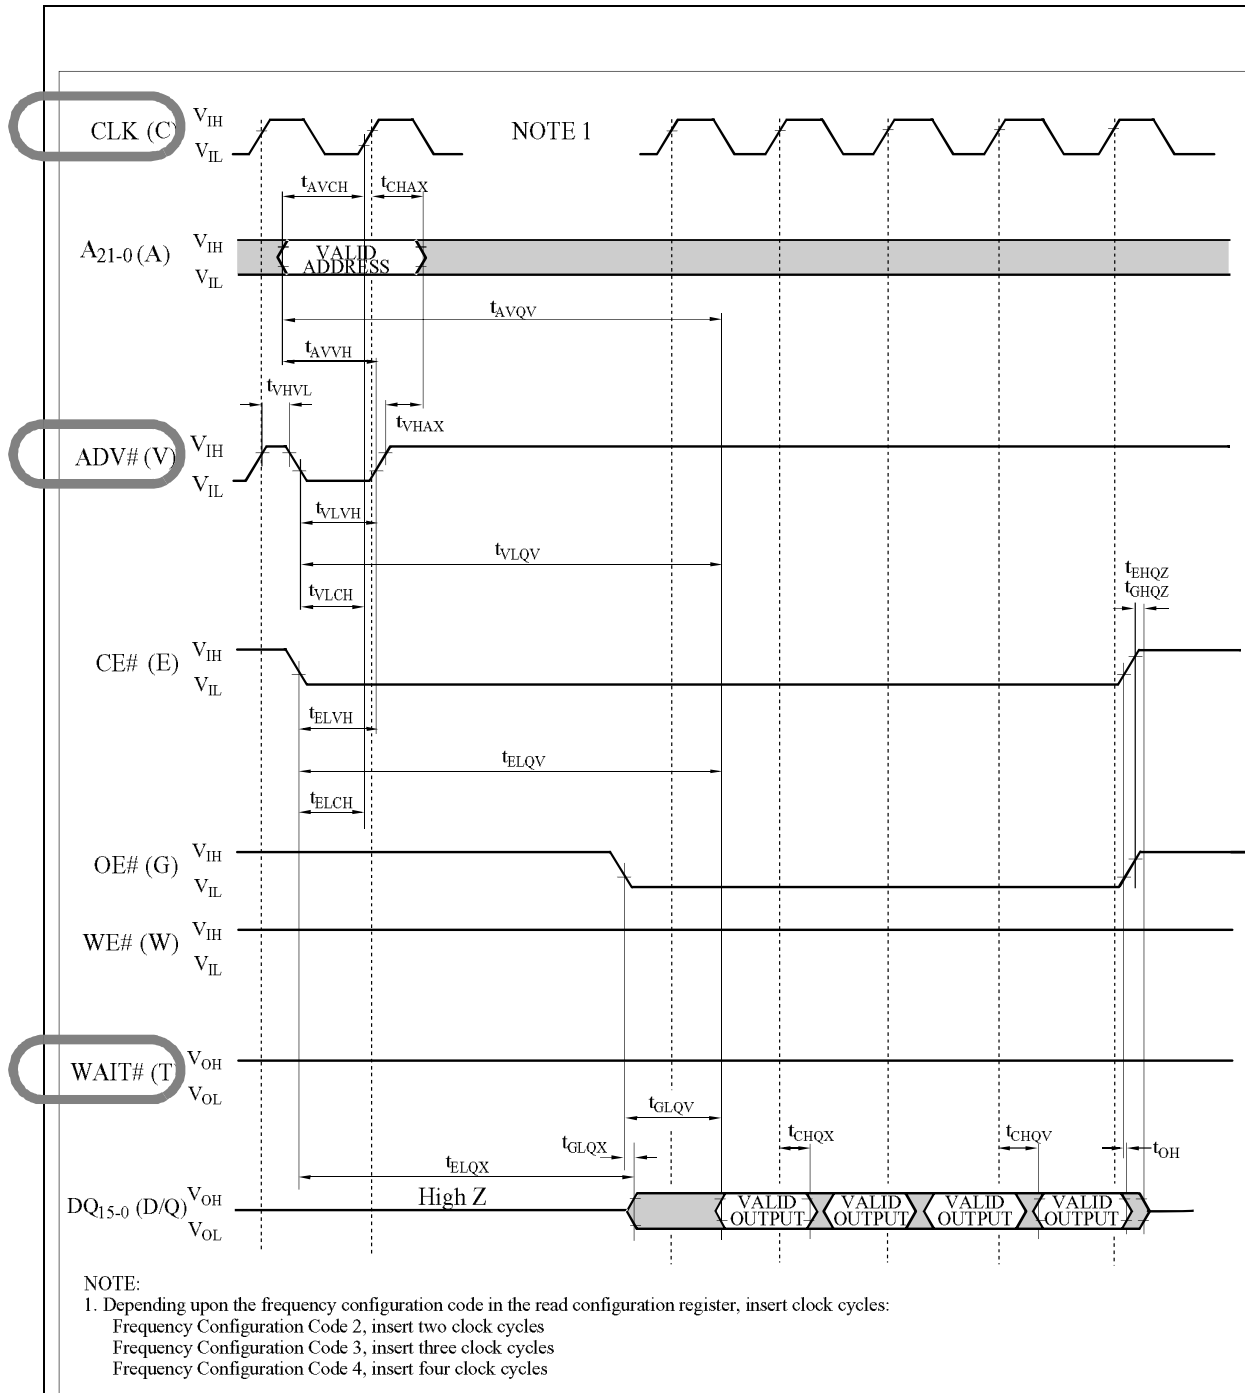 CLK (C)
VIH
VIL
NOTE 1
tAVCH
tCHAX
A21-0 (A)
VIH
VIL
VALID
ADDRESS
tAVQV
tAVVH
tVHVL
tVHAX
ADV# (V)
VIH
VIL
tVLVH
tVLQV
tVLCH
tEHQZ
tGHQZ
CE# (E)
VIH
VIL
tELVH
tELQV
tELCH
OE# (G)
VIH
VIL
WE# (W)
VIH
VIL
WAIT# (T)
VOH
VOL
tGLQV
tGLQX
tCHQX
tCHQV
tOH
tELQX
High Z
DQ15-0 (D/Q)
VOH
VOL
VALID
OUTPUT
VALID
OUTPUT
VALID
OUTPUT
VALID
OUTPUT
NOTE:
1. Depending upon the frequency configuration code in the read configuration register, insert clock cycles:
Frequency Configuration Code 2, insert two clock cycles
Frequency Configuration Code 3, insert three clock cycles
Frequency Configuration Code 4, insert four clock cycles